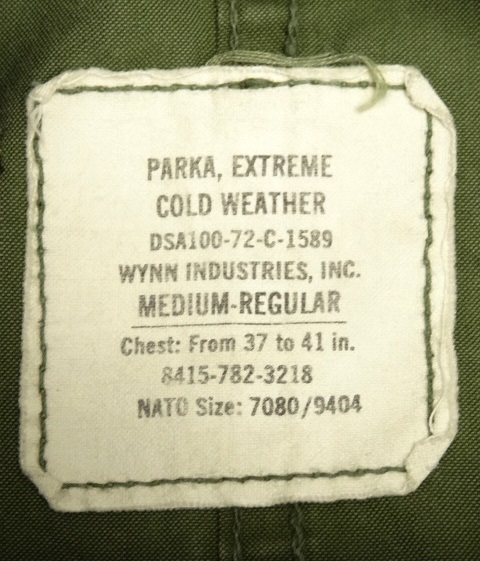 PARKA, EXTREME
COLD WEATHER
DSA100-72-C-1589
WYNN INDUSTRIES, INC.
MEDIUM-REGULAR
Chest: From 37 to 41 in.
8415-782-3218
NATO Size: 7080/9404